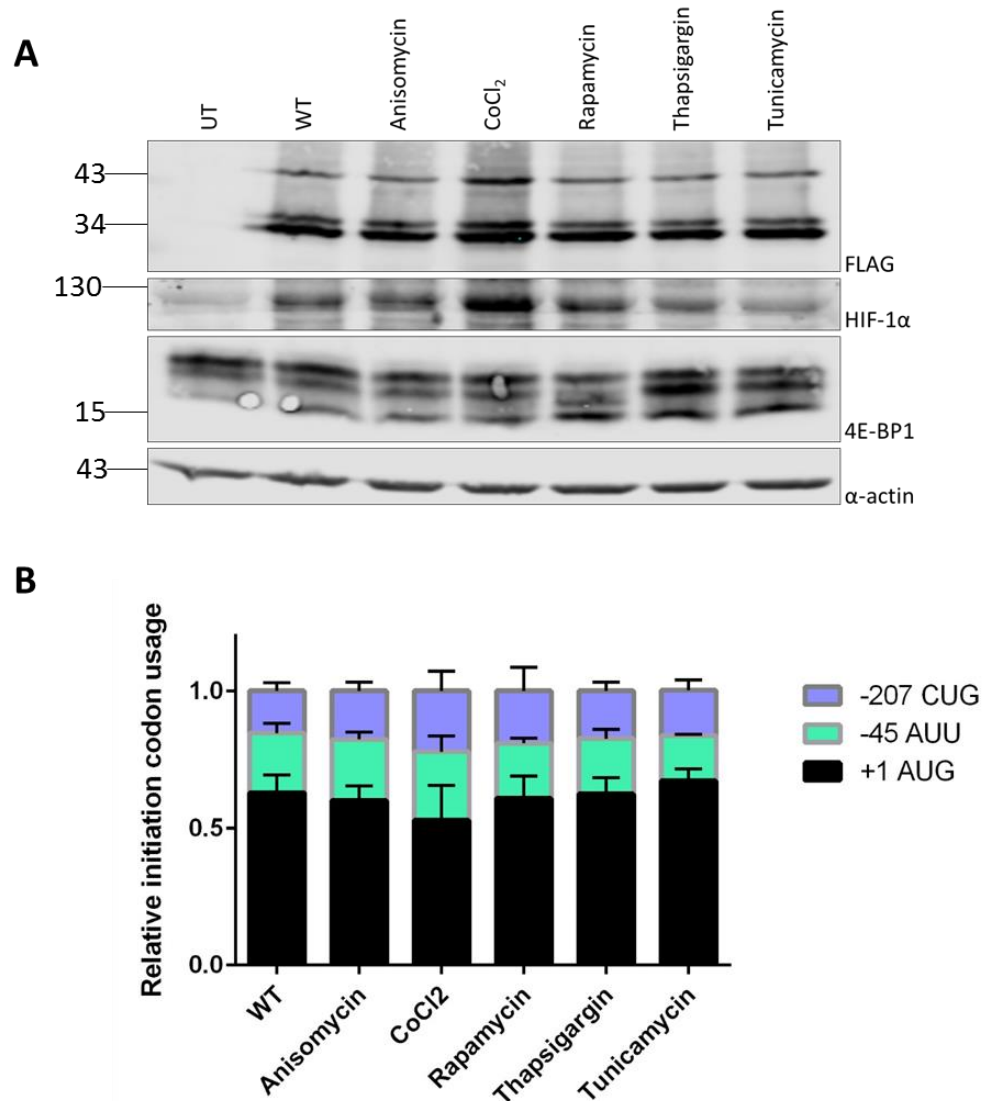 A
UT
WT
Anisomycin
CoCl₂
Rapamycin
Thapsigargin
Tunicamycin
43
34
FLAG
130
HIF-1α
15
4E-BP1
43
α-actin
B
Relative initiation codon usage
1.0
0.5
0.0
WT
Anisomycin
CoCl2
Rapamycin
Thapsigargin
Tunicamycin
-207 CUG
-45 AUU
+1 AUG